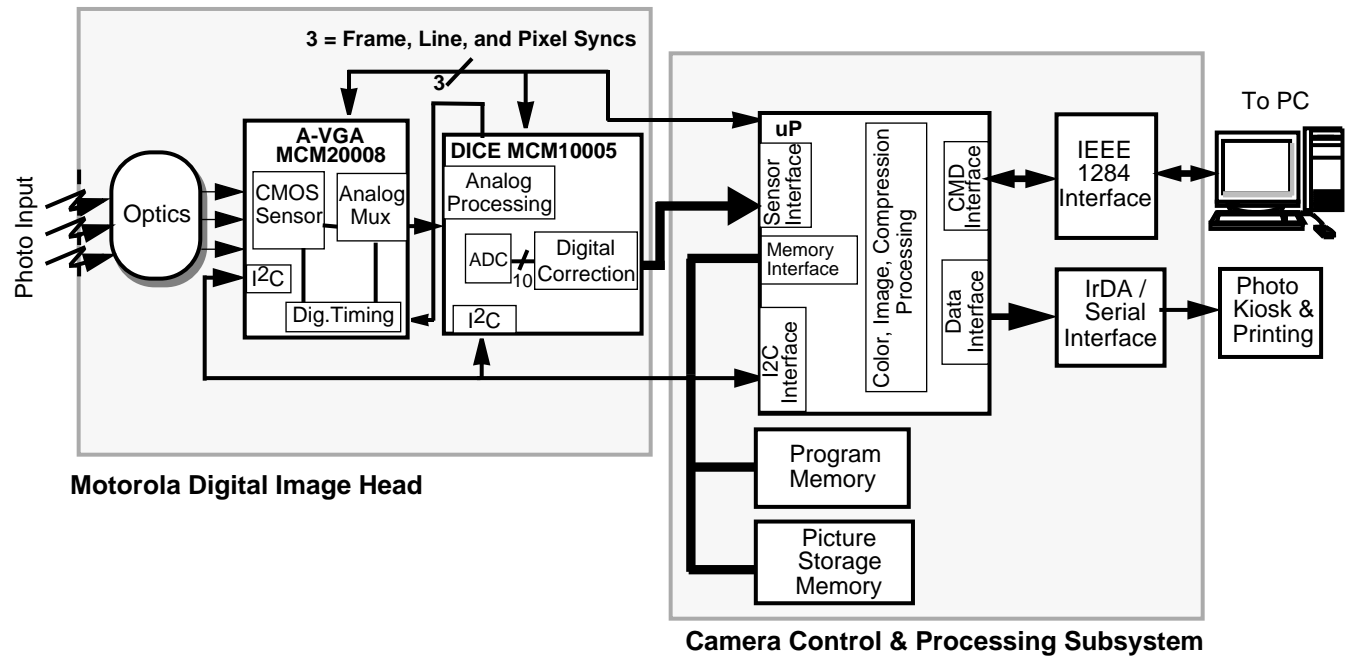 3 = Frame, Line, and Pixel Syncs
3
Photo Input
Optics
A-VGA
MCM20008
CMOS
Sensor
Analog
Mux
I2C
Dig.Timing
DICE MCM10005
Analog
Processing
ADC
10
Digital
Correction
I2C
Motorola Digital Image Head
uP
Sensor
Interface
Memory
Interface
I2C
Interface
Color, Image, Compression
Processing
CMD
Interface
Data
Interface
IEEE
1284
Interface
To PC
IrDA /
Serial
Interface
Photo
Kiosk &
Printing
Program
Memory
Picture
Storage
Memory
Camera Control & Processing Subsystem